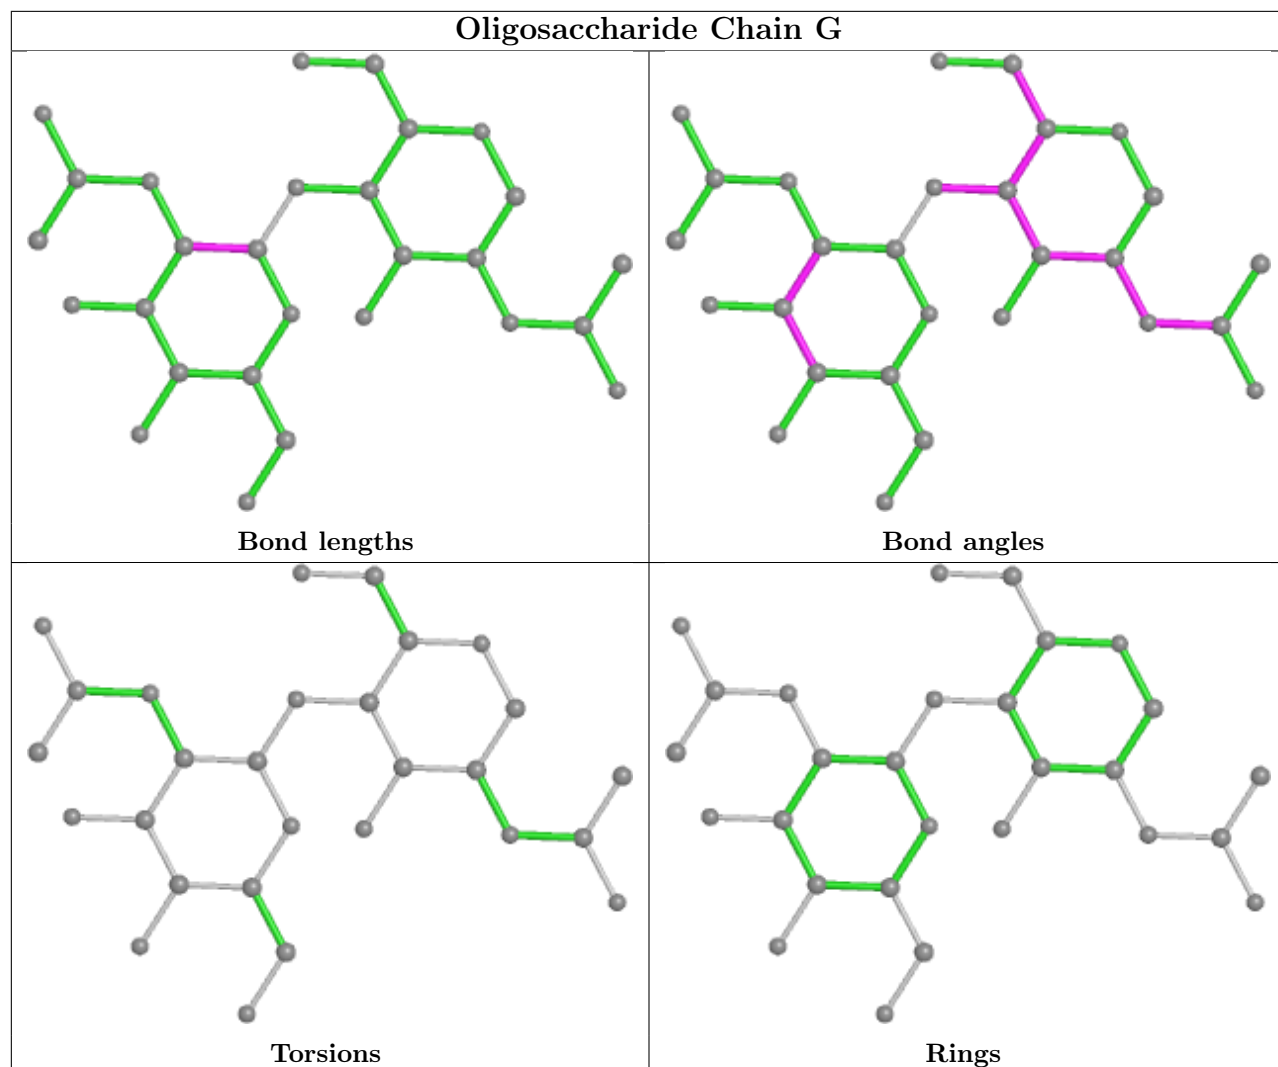 Oligosaccharide Chain G
Bond lengths
Bond angles
Torsions
Rings